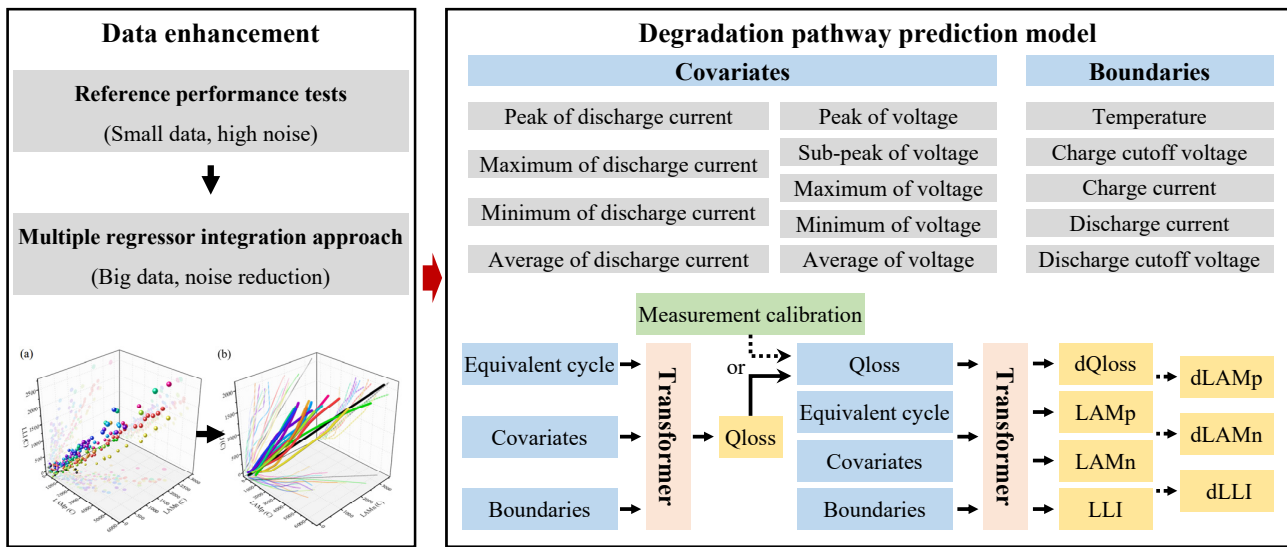 Data enhancement
Reference performance tests
(Small data, high noise)
Multiple regressor integration approach
(Big data, noise reduction)
(a)
(b)
Degradation pathway prediction model
Covariates
Boundaries
Peak of discharge current
Peak of voltage
Temperature
Maximum of discharge current
Sub-peak of voltage
Charge cutoff voltage
Maximum of voltage
Charge current
Minimum of discharge current
Minimum of voltage
Discharge current
Average of discharge current
Average of voltage
Discharge cutoff voltage
Measurement calibration
or
Equivalent cycle
Covariates
Boundaries
Transformer
Qloss
Qloss
Equivalent cycle
Covariates
Boundaries
Transformer
dQloss
LAMp
LAMn
LLI
dLAMp
dLAMn
dLLI